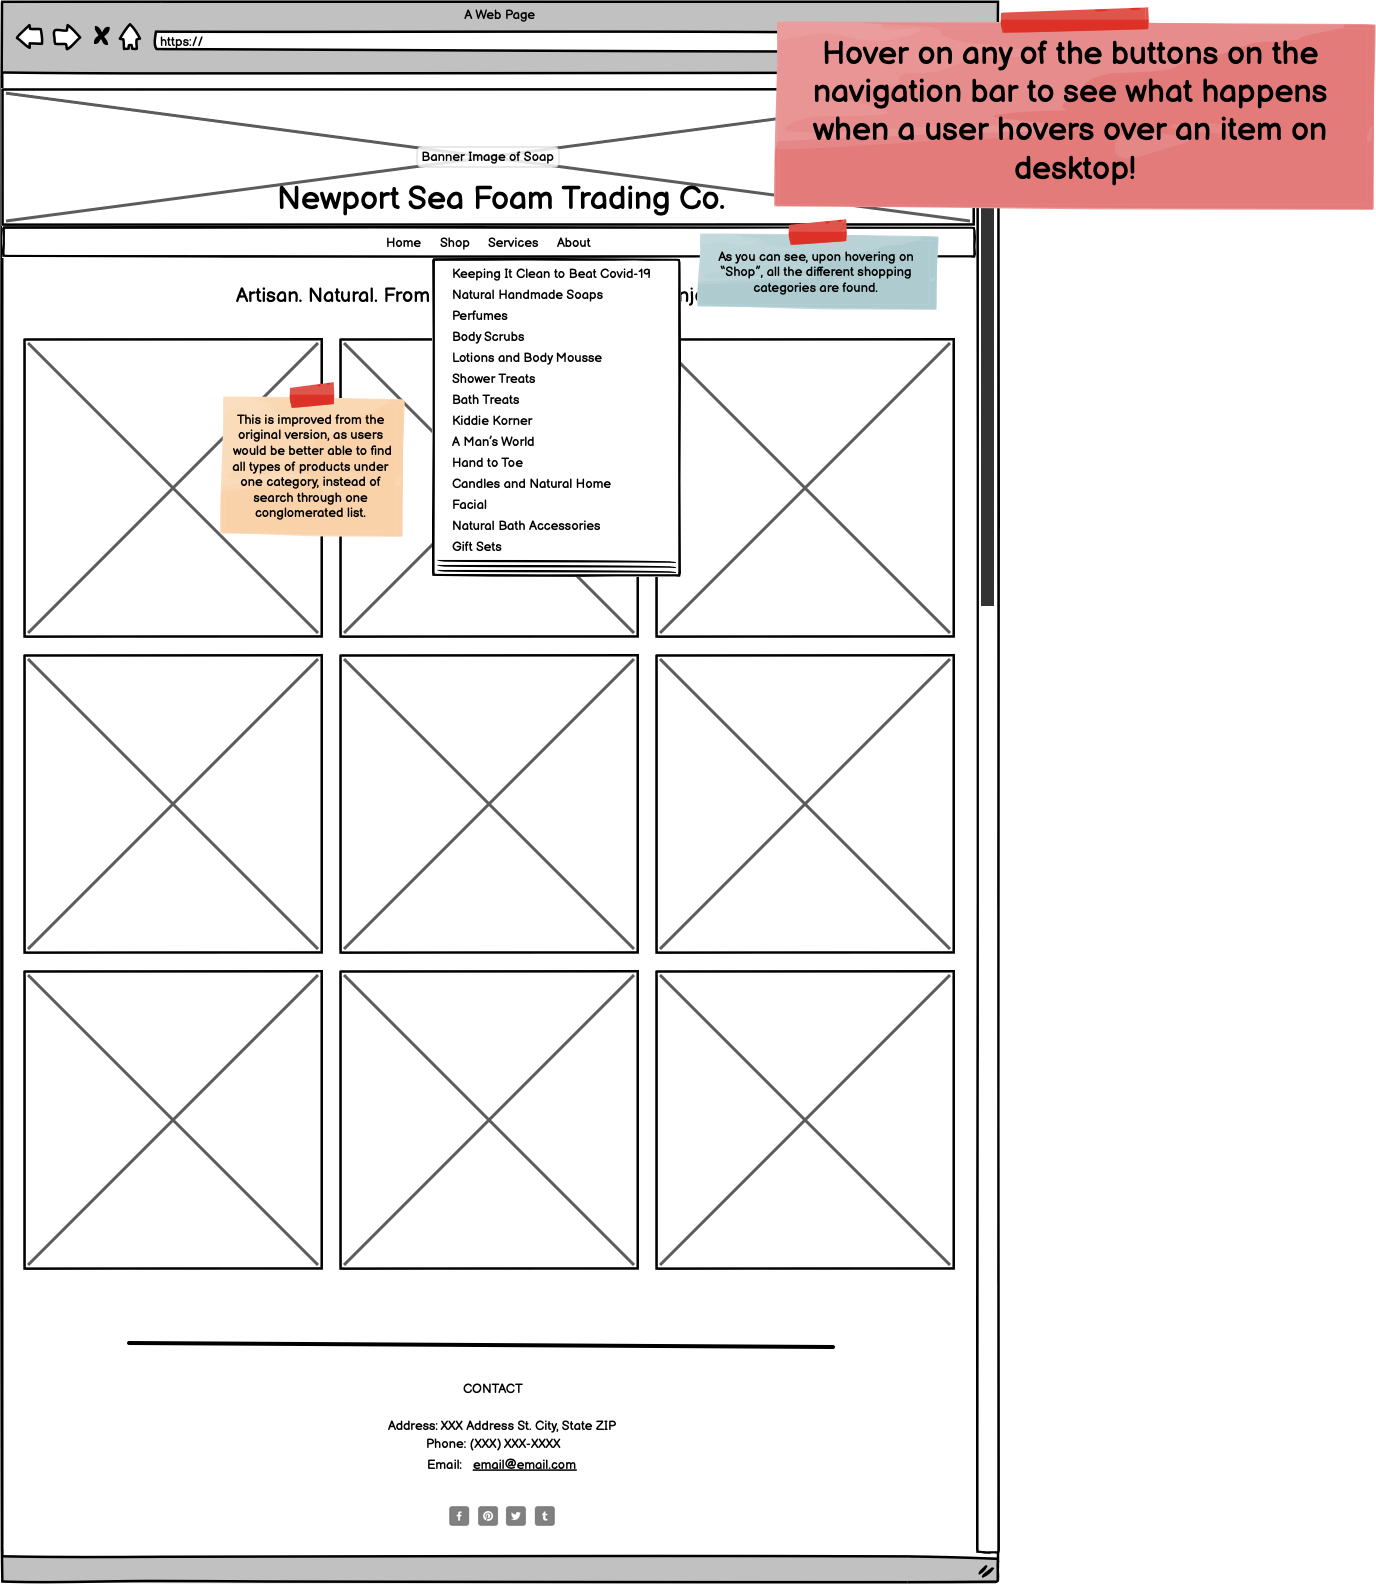 A Web Page
https://
Hover on any of the buttons on the
navigation bar to see what happens
when a user hovers over an item on
desktop!
Banner Image of Soap
Newport Sea Foam Trading Co.
Home Shop Services About
As you can see, upon hovering on
“Shop”, all the different shopping
categories are found.
Artisan. Natural. From
Keeping It Clean to Beat Covid-19
Natural Handmade Soaps
Perfumes
Body Scrubs
Lotions and Body Mousse
Shower Treats
Bath Treats
Kiddie Korner
A Man's World
Hand to Toe
Candles and Natural Home
Facial
Natural Bath Accessories
Gift Sets
This is improved from the
original version, as users
would be better able to find
all types of products under
one category, instead of
search through one
conglomerated list.
CONTACT
Address: XXX Address St. City, State ZIP
Phone: (XXX) XXX-XXXX
Email: email@email.com